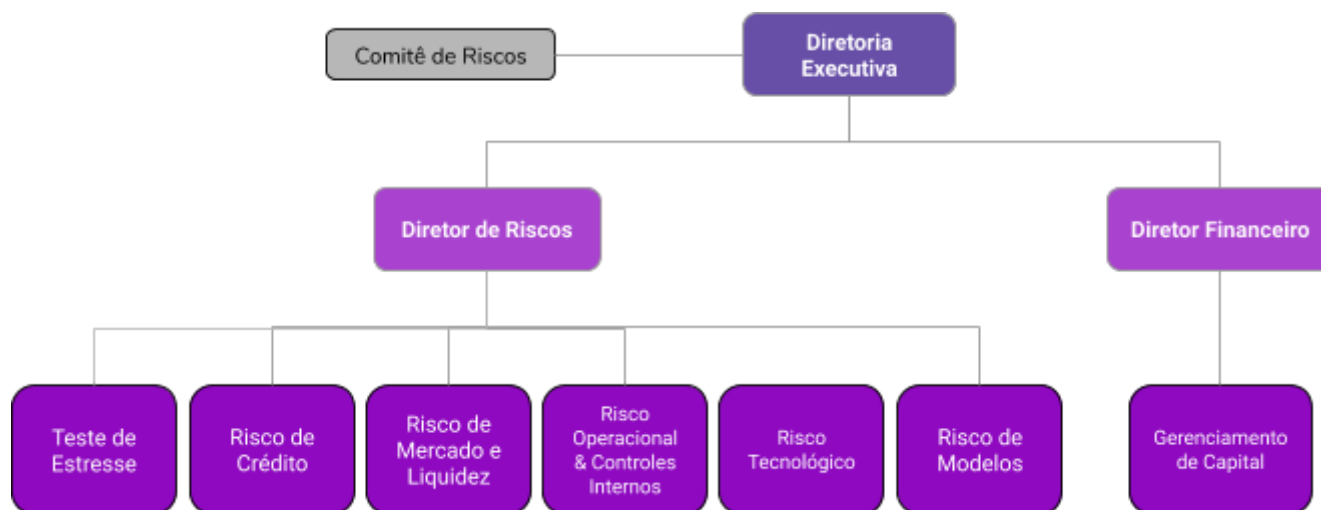 Comitê de Riscos
Diretoria
Executiva
Diretor de Riscos
Diretor Financeiro
Teste de
Estresse
Risco de
Crédito
Risco de
Mercado e
Liquidez
Risco
Operacional
& Controles
Internos
Risco
Tecnológico
Risco de
Modelos
Gerenciamento
de Capital